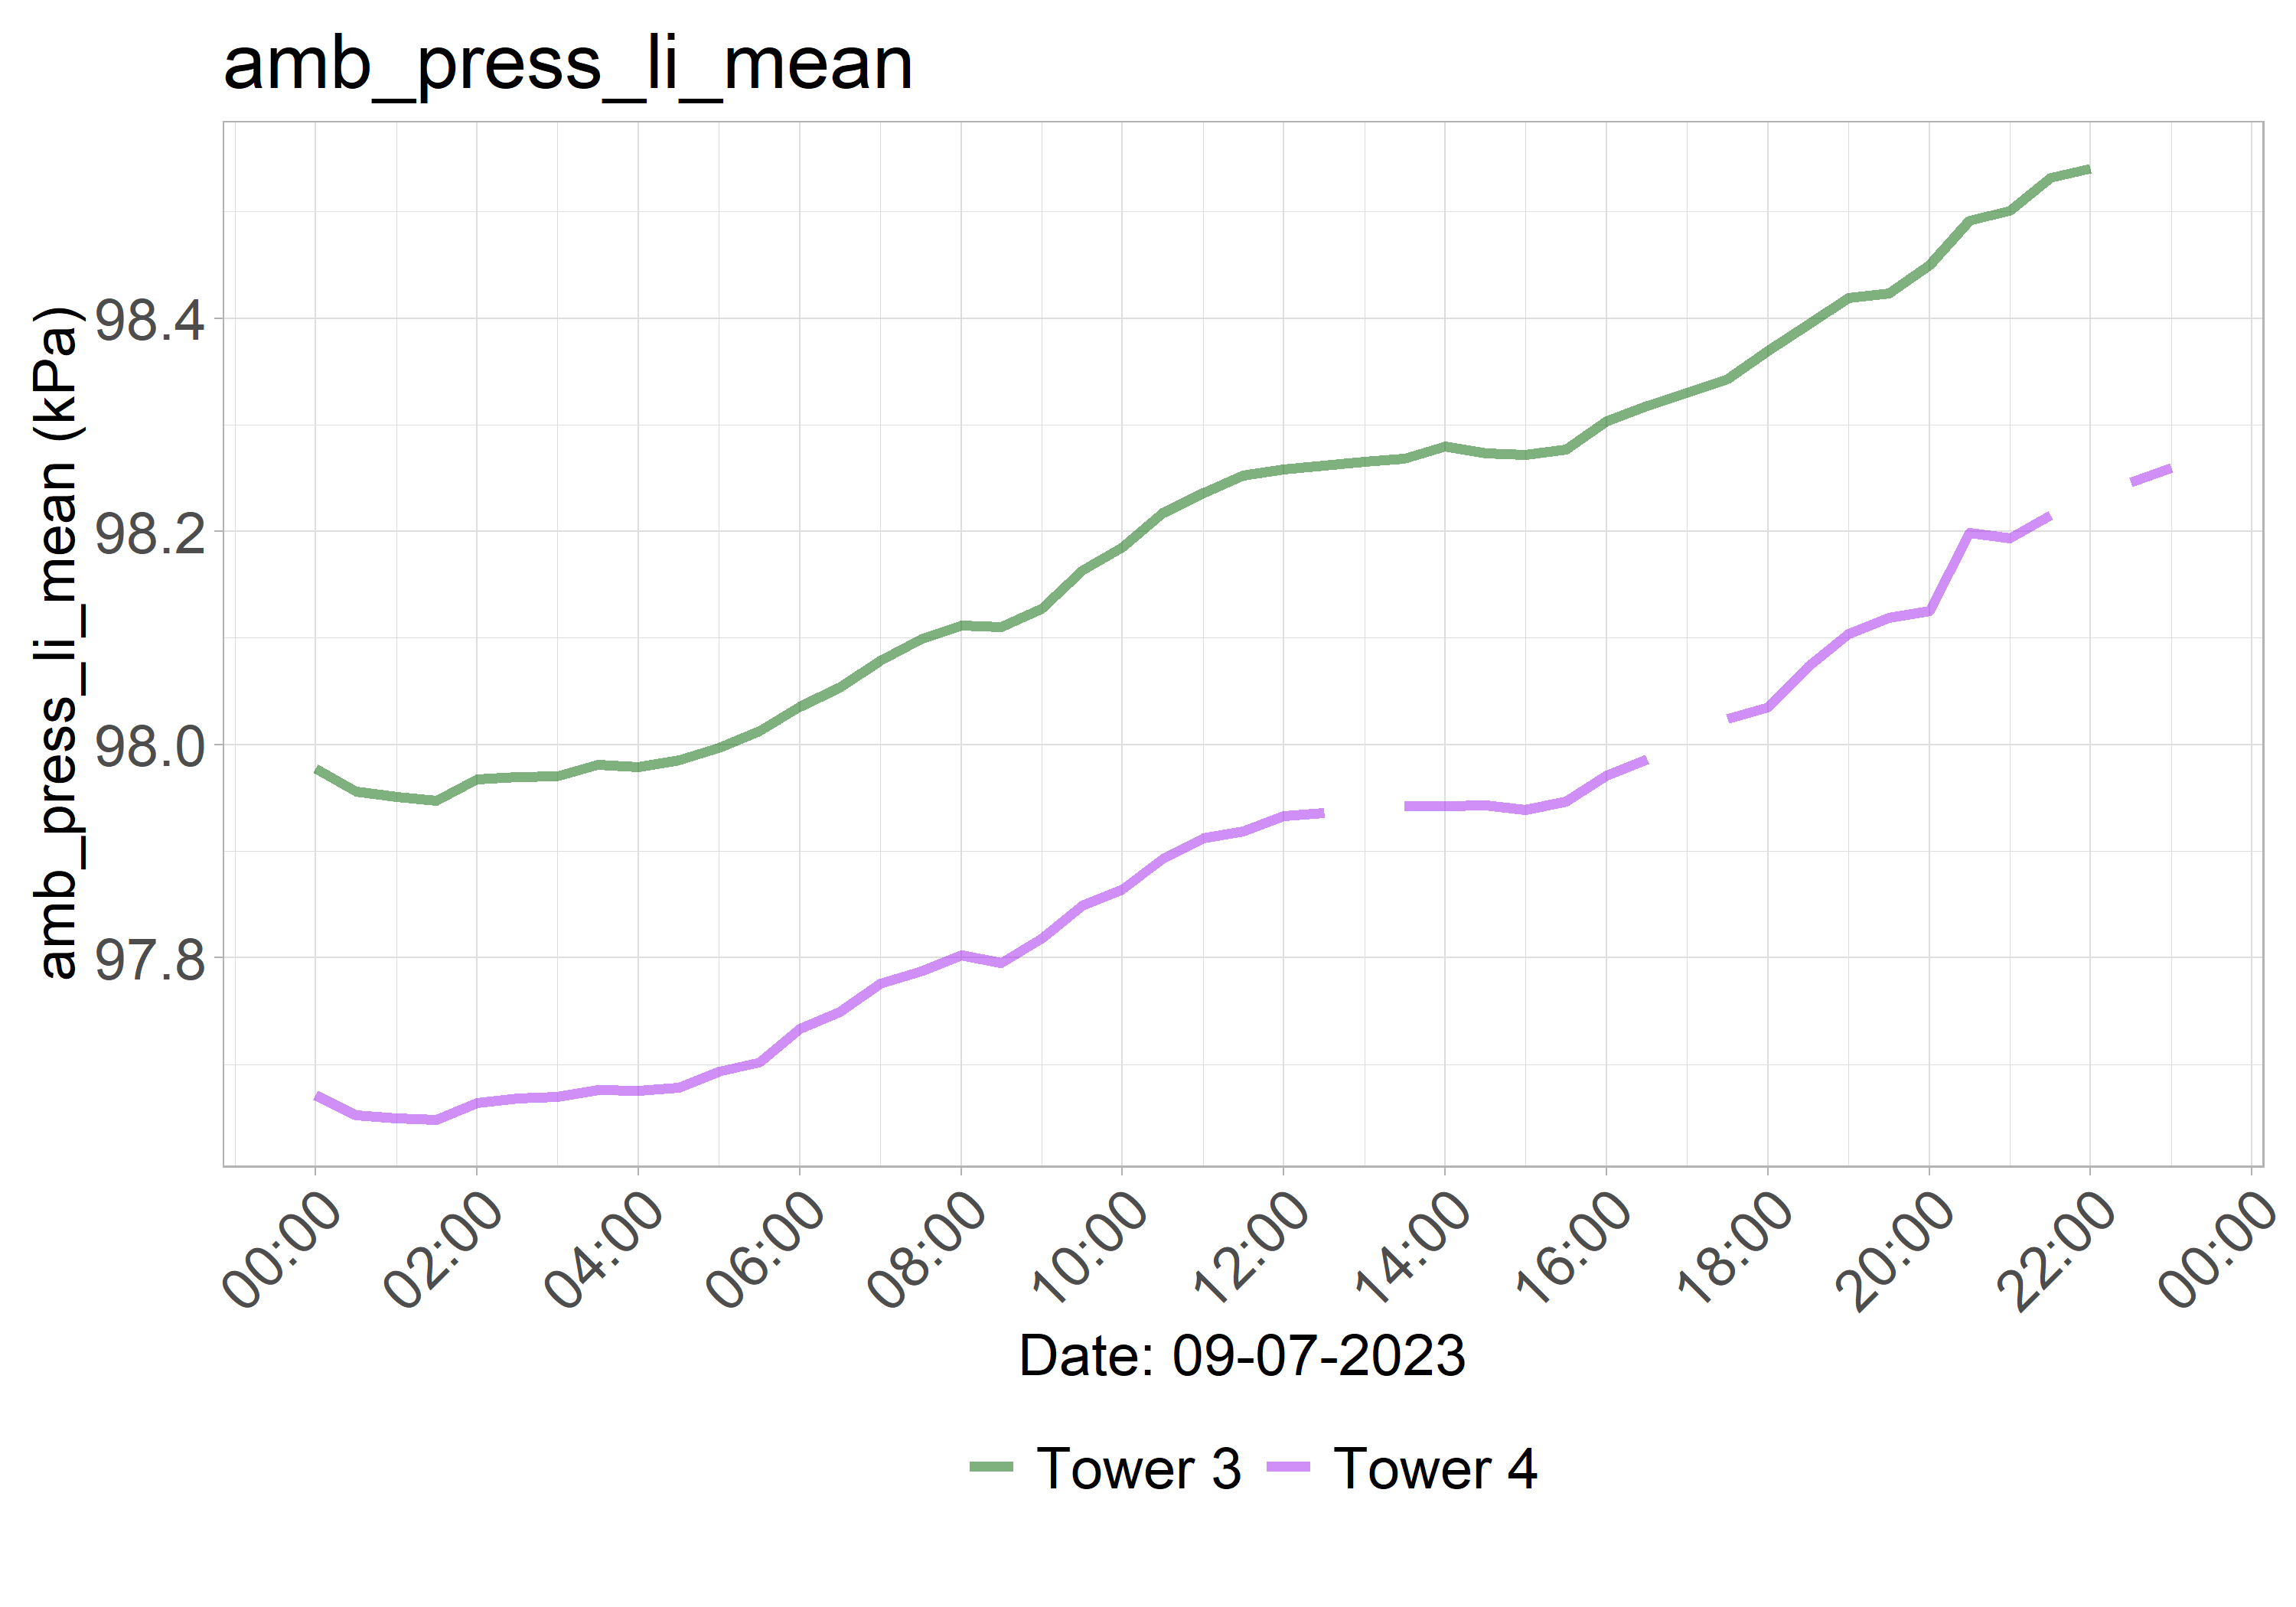 amb_press_li_mean
amb_press_li_mean (kPa)
98.4
98.2
98.0
97.8
00:00 02:00 04:00 06:00 08:00 10:00 12:00 14:00 16:00 18:00 20:00 22:00 00:00
Date: 09-07-2023
Tower 3 Tower 4